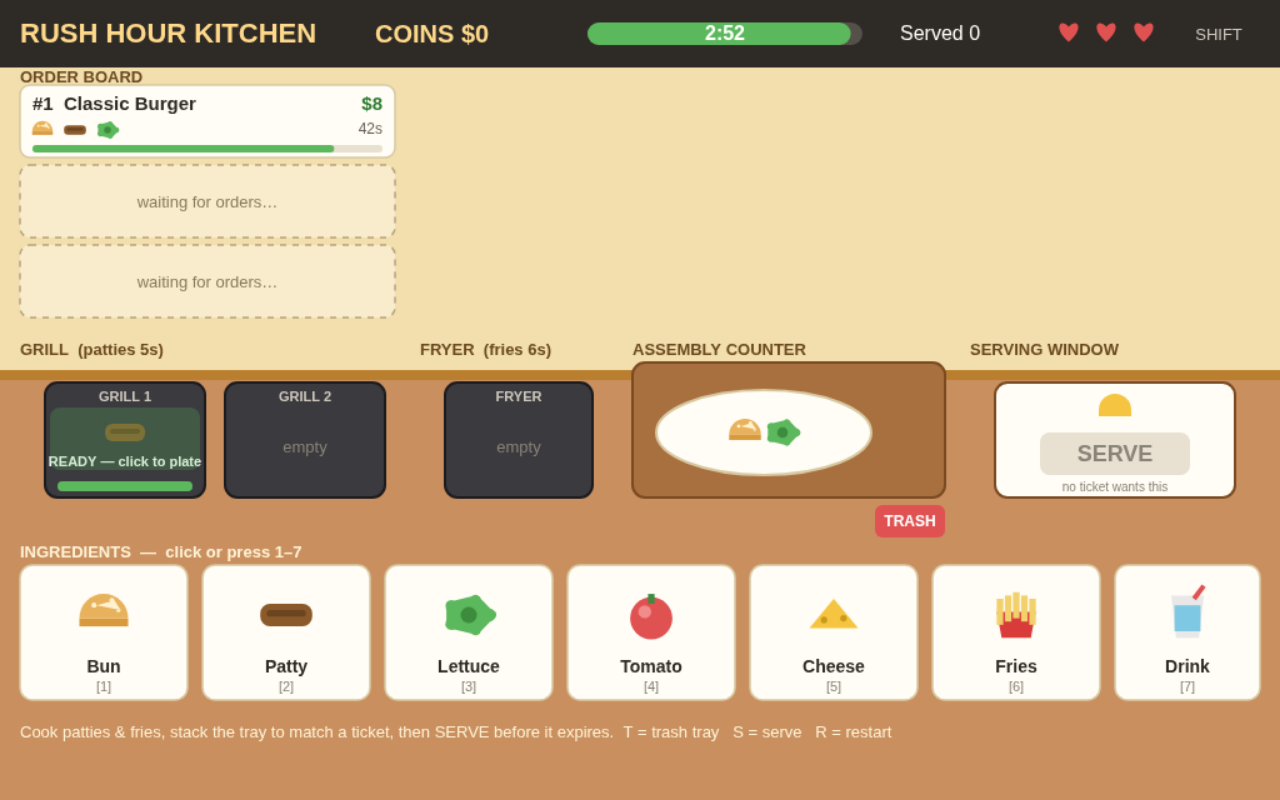 RUSH HOUR KITCHEN COINS $0 2:52 Served 0 SHIFT
ORDER BOARD
#1 Classic Burger $8
42s
waiting for orders…
waiting for orders…
GRILL (patties 5s) FRYER (fries 6s) ASSEMBLY COUNTER SERVING WINDOW
GRILL 1 GRILL 2 FRYER
empty empty SERVE
READY — click to plate
no ticket wants this
TRASH
INGREDIENTS — click or press 1–7
Bun Patty Lettuce Tomato Cheese Fries Drink
[1] [2] [3] [4] [5] [6] [7]
Cook patties & fries, stack the tray to match a ticket, then SERVE before it expires. T = trash tray S = serve R = restart